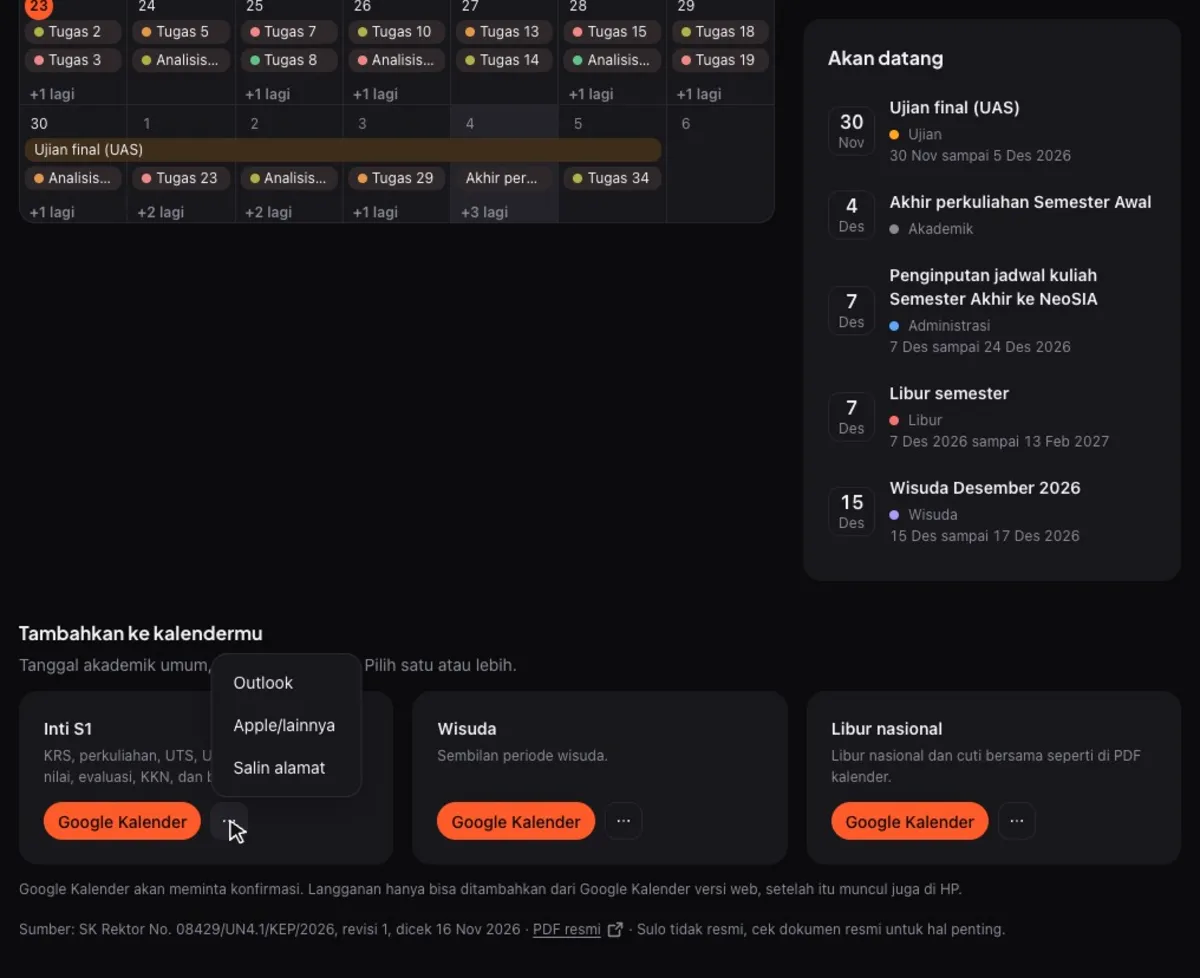 23 24 25 26 27 28 29
Tugas 2 Tugas 5 Tugas 7 Tugas 10 Tugas 13 Tugas 15 Tugas 18
Tugas 3 Analisis... Tugas 8 Analisis... Tugas 14 Analisis... Tugas 19
+1 lagi +1 lagi +1 lagi +1 lagi +1 lagi
30 1 2 3 4 5 6
Ujian final (UAS)
Analisis... Tugas 23 Analisis... Tugas 29 Akhir per... Tugas 34
+1 lagi +2 lagi +2 lagi +1 lagi +3 lagi
Akan datang
30 Nov
Ujian final (UAS)
Ujian
30 Nov sampai 5 Des 2026
4 Des
Akhir perkuliahan Semester Awal
Akademik
7 Des
Penginputan jadwal kuliah
Semester Akhir ke NeoSIA
Administrasi
7 Des sampai 24 Des 2026
7 Des
Libur semester
Libur
7 Des 2026 sampai 13 Feb 2027
15 Des
Wisuda Desember 2026
Wisuda
15 Des sampai 17 Des 2026
Tambahkan ke kalendermu
Tanggal akademik umum, Pilih satu atau lebih.
Outlook
Apple/lainnya
Salin alamat
Inti S1
KRS, perkuliahan, UTS, U
nilai, evaluasi, KKN, dan b
Google Kalender ...
Wisuda
Sembilan periode wisuda.
Google Kalender ...
Libur nasional
Libur nasional dan cuti bersama seperti di PDF
kalender.
Google Kalender ...
Google Kalender akan meminta konfirmasi. Langganan hanya bisa ditambahkan dari Google Kalender versi web, setelah itu muncul juga di HP.
Sumber: SK Rektor No. 08429/UN4.1/KEP/2026, revisi 1, dicek 16 Nov 2026 · PDF resmi · Sulo tidak resmi, cek dokumen resmi untuk hal penting.